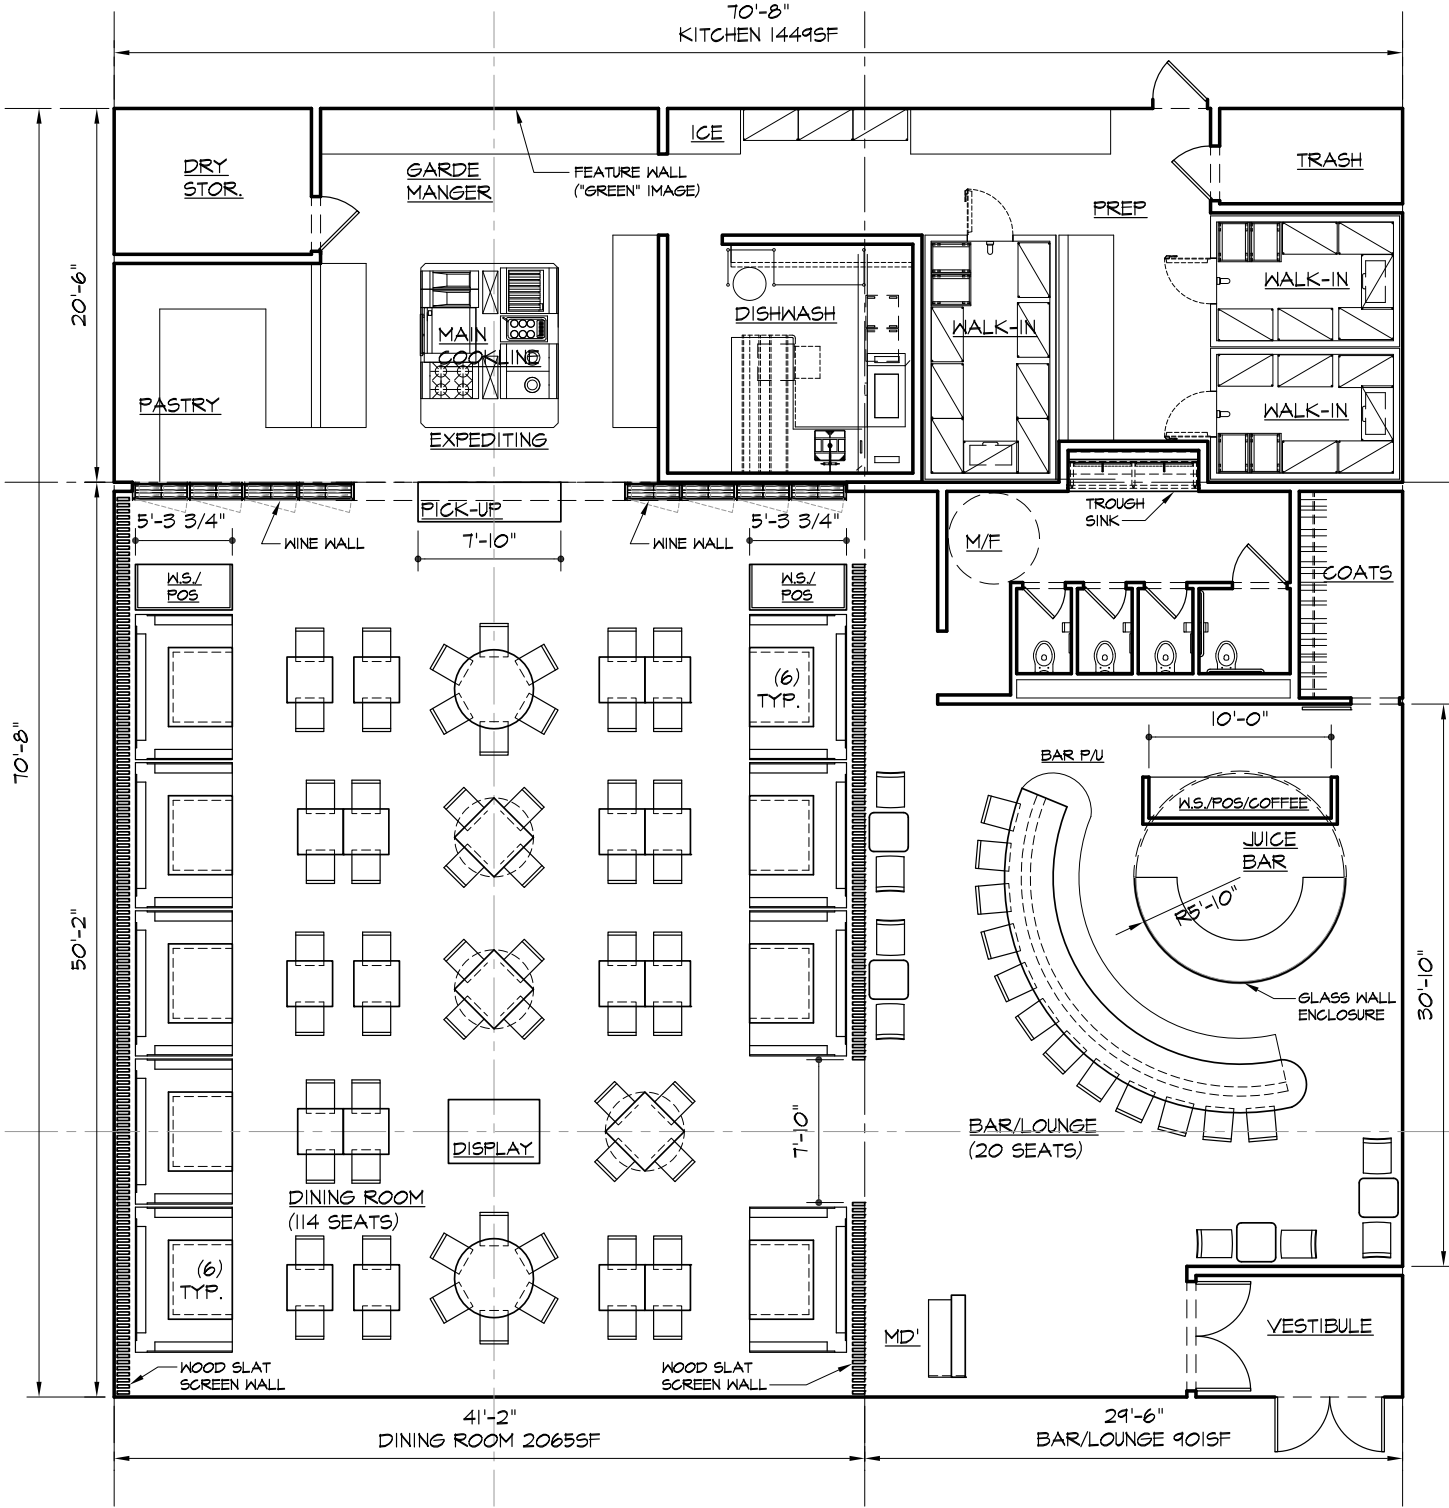 70'-8"
KITCHEN 1449SF
ICE
DRY
STOR.
GARDE
MANGER
FEATURE WALL
("GREEN" IMAGE)
TRASH
PREP
20'-6"
WALK-IN
DISHWASH
WALK-IN
MAIN
COOKLINE
PASTRY
WALK-IN
EXPEDITING
PICK-UP
TROUGH
SINK
5'-3 3/4"
5'-3 3/4"
WINE WALL
7'-10"
WINE WALL
M/F
COATS
W.S./
POS
W.S./
POS
(6)
TYP.
10'-0"
70'-8"
BAR P/U
W.S./POS/COFFEE
JUICE
BAR
R5'-10"
50'-2"
30'-10"
GLASS WALL
ENCLOSURE
7'-10"
BAR/LOUNGE
(20 SEATS)
DISPLAY
DINING ROOM
(114 SEATS)
(6)
TYP.
MD'
VESTIBULE
WOOD SLAT
SCREEN WALL
WOOD SLAT
SCREEN WALL
41'-2"
DINING ROOM 2065SF
29'-6"
BAR/LOUNGE 901SF